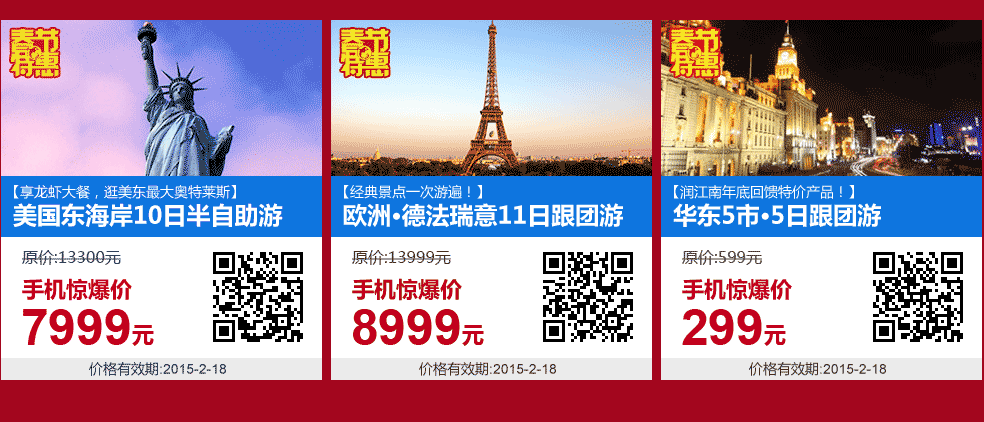 春节
特惠
【享龙虾大餐，逛美东最大奥特莱斯】
美国东海岸10日半自助游
原价:13300元
手机惊爆价
7999元
价格有效期:2015-2-18
春节
特惠
【经典景点一次游遍！】
欧洲·德法瑞意11日跟团游
原价:13999元
手机惊爆价
8999元
价格有效期:2015-2-18
春节
特惠
【润江南年底回馈特价产品！】
华东5市·5日跟团游
原价:599元
手机惊爆价
299元
价格有效期:2015-2-18